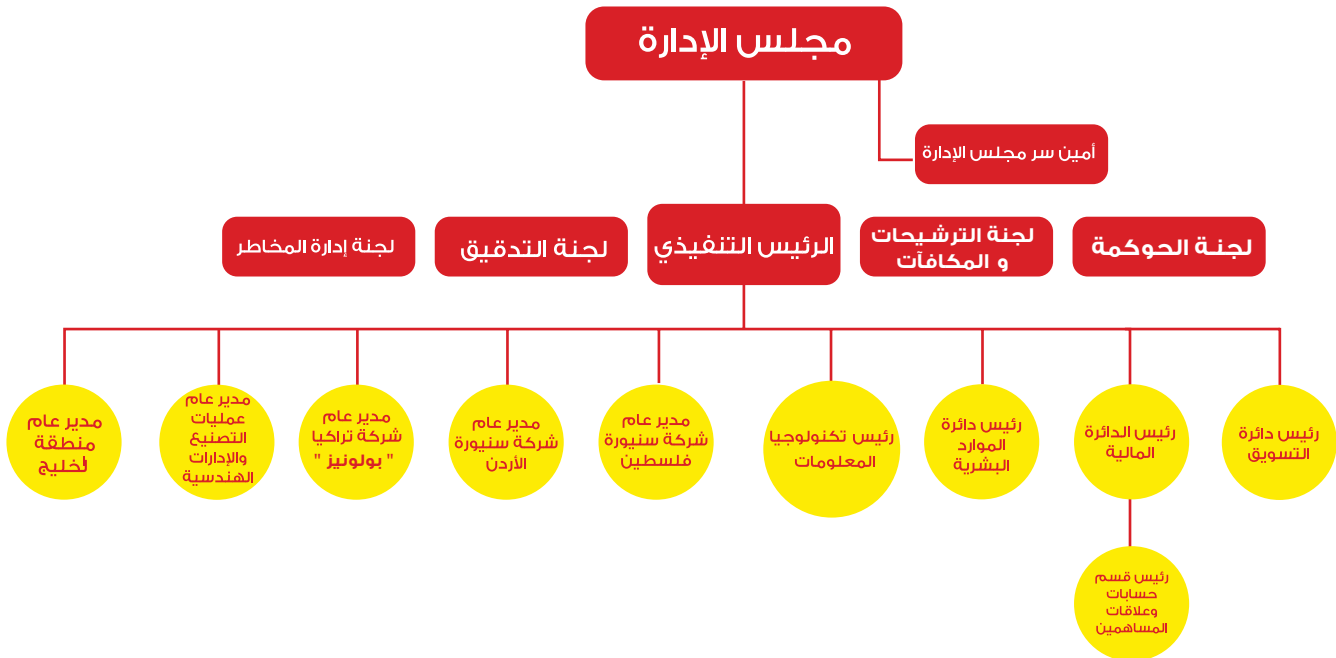 مجلس الإدارة
أمين سر مجلس الإدارة
لجنة الحوكمة
لجنة الترشيحات
و المكافآت
الرئيس التنفيذي
لجنة التدقيق
لجنة إدارة المخاطر
رئيس دائرة
التسويق
رئيس الدائرة
المالية
رئيس دائرة
الموارد
البشرية
رئيس تكنولوجيا
المعلومات
مدير عام
شركة سنيورة
فلسطين
مدير عام
شركة سنيورة
الأردن
مدير عام
شركة تراكيا
" بولونيز "
مدير عام
عمليات
التصنيع
والإدارات
الهندسية
مدير عام
منطقة
الخليج
رئيس قسم
حسابات
وعلاقات
المساهمين